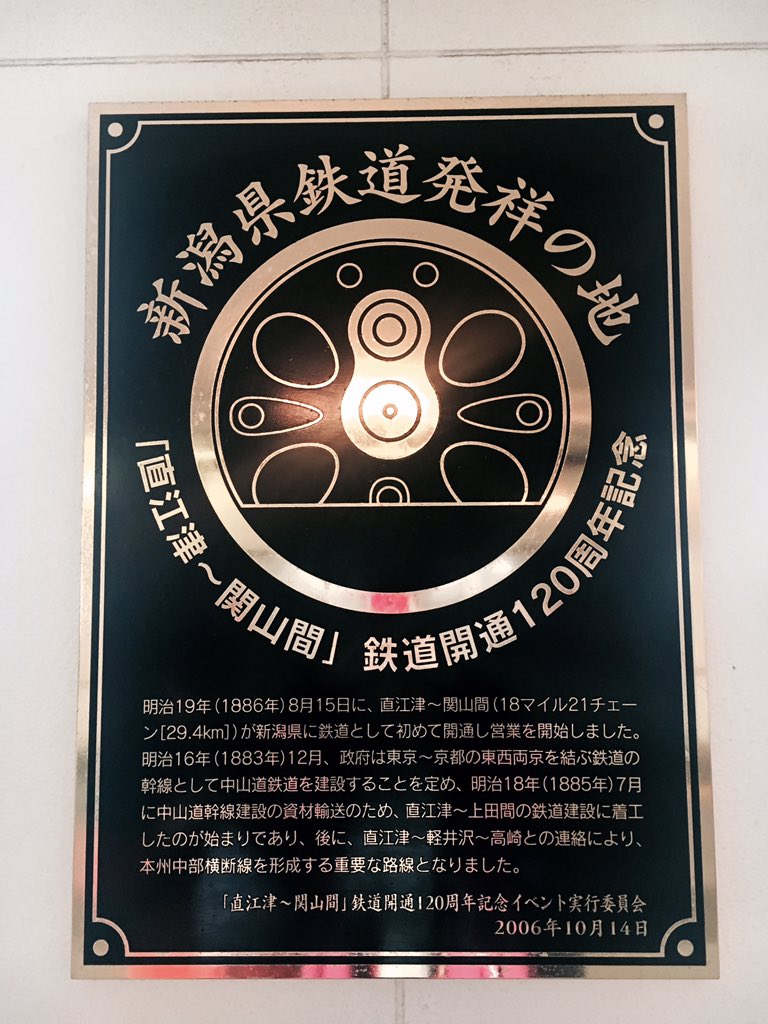 新潟県鉄道発祥の地
「直江津～関山間」鉄道開通120周年記念
明治19年(1886年)8月15日に、直江津～関山間(18マイル21チェー
ン[29.4km])が新潟県に鉄道として初めて開通し営業を開始しました。
明治16年(1883年)12月、政府は東京～京都の東西両京を結ぶ鉄道の
幹線として中山道鉄道を建設することを定め、明治18年(1885年)7月
に中山道幹線建設の資材輸送のため、直江津～上田間の鉄道建設に着工
したのが始まりであり、後に、直江津～軽井沢～高崎との連絡により、
本州中部横断線を形成する重要な路線となりました。
「直江津～関山間」鉄道開通120周年記念イベント実行委員会
2006年10月14日